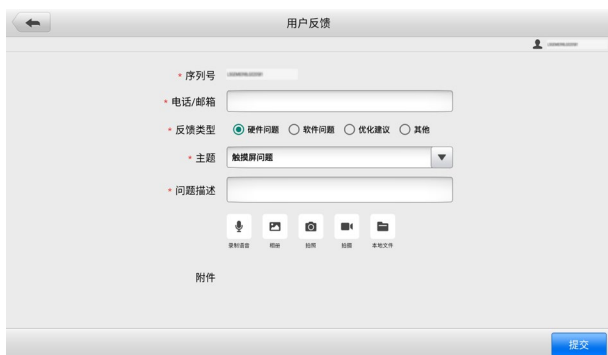 用户反馈
* 序列号
* 电话/邮箱
* 反馈类型 硬件问题 软件问题 优化建议 其他
* 主题 触摸屏问题
* 问题描述
录制语音 相册 拍照 拍摄 本地文件
附件
提交